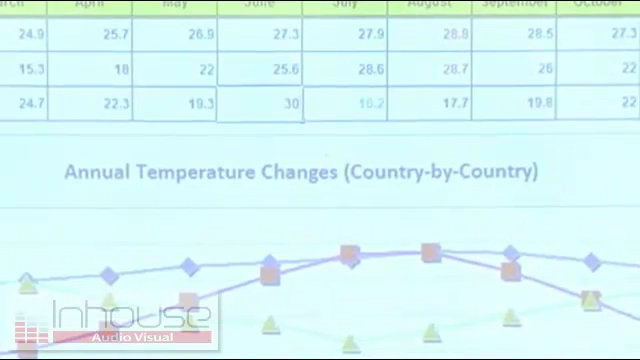 March April May June July August September October
24.9 25.7 26.9 27.3 27.9 28.8 28.5 27.3
15.3 18 22 25.6 28.6 28.7 26 22
24.7 22.3 19.3 30 16.2 17.7 19.8 22
Annual Temperature Changes (Country-by-Country)
Inhouse
Audio Visual